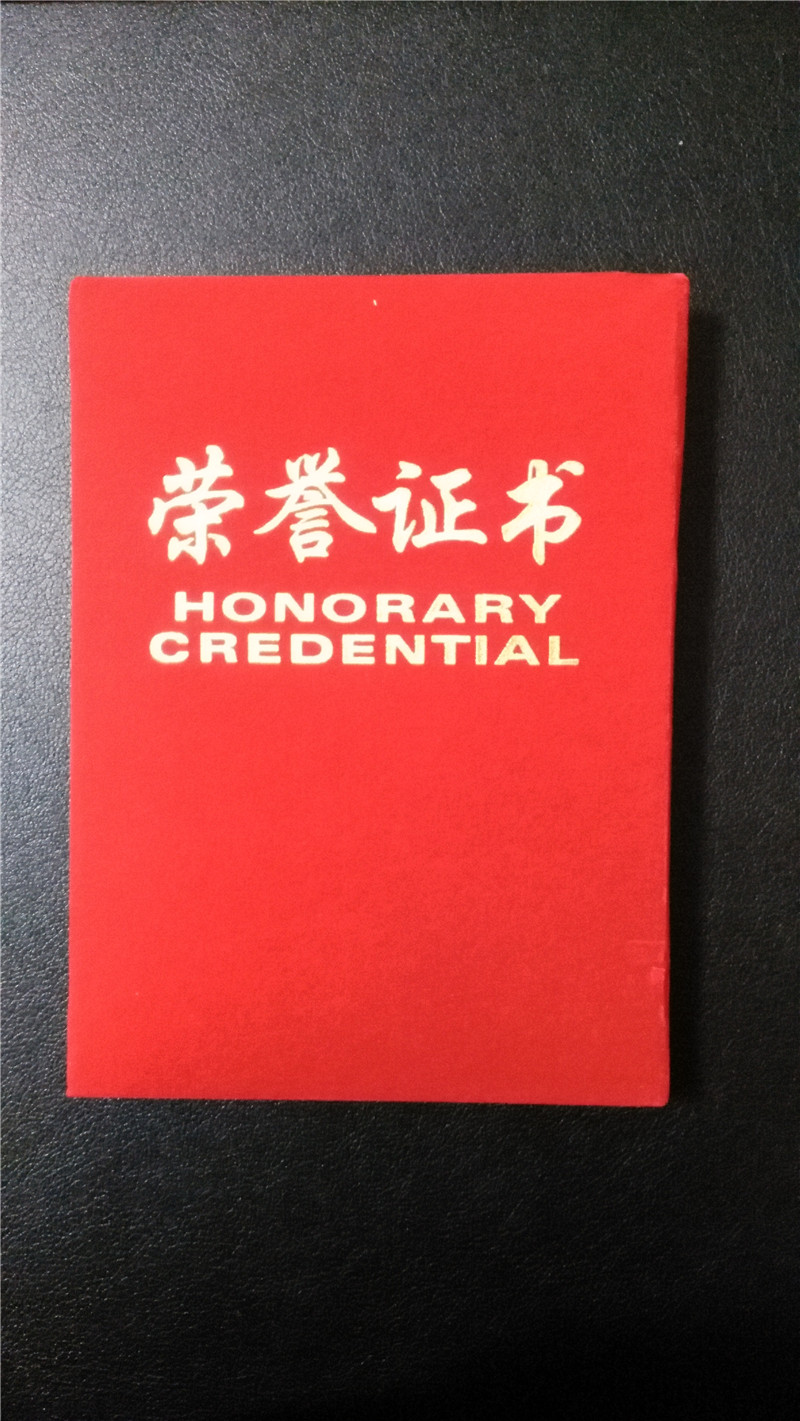 荣誉证书
HONORARY
CREDENTIAL